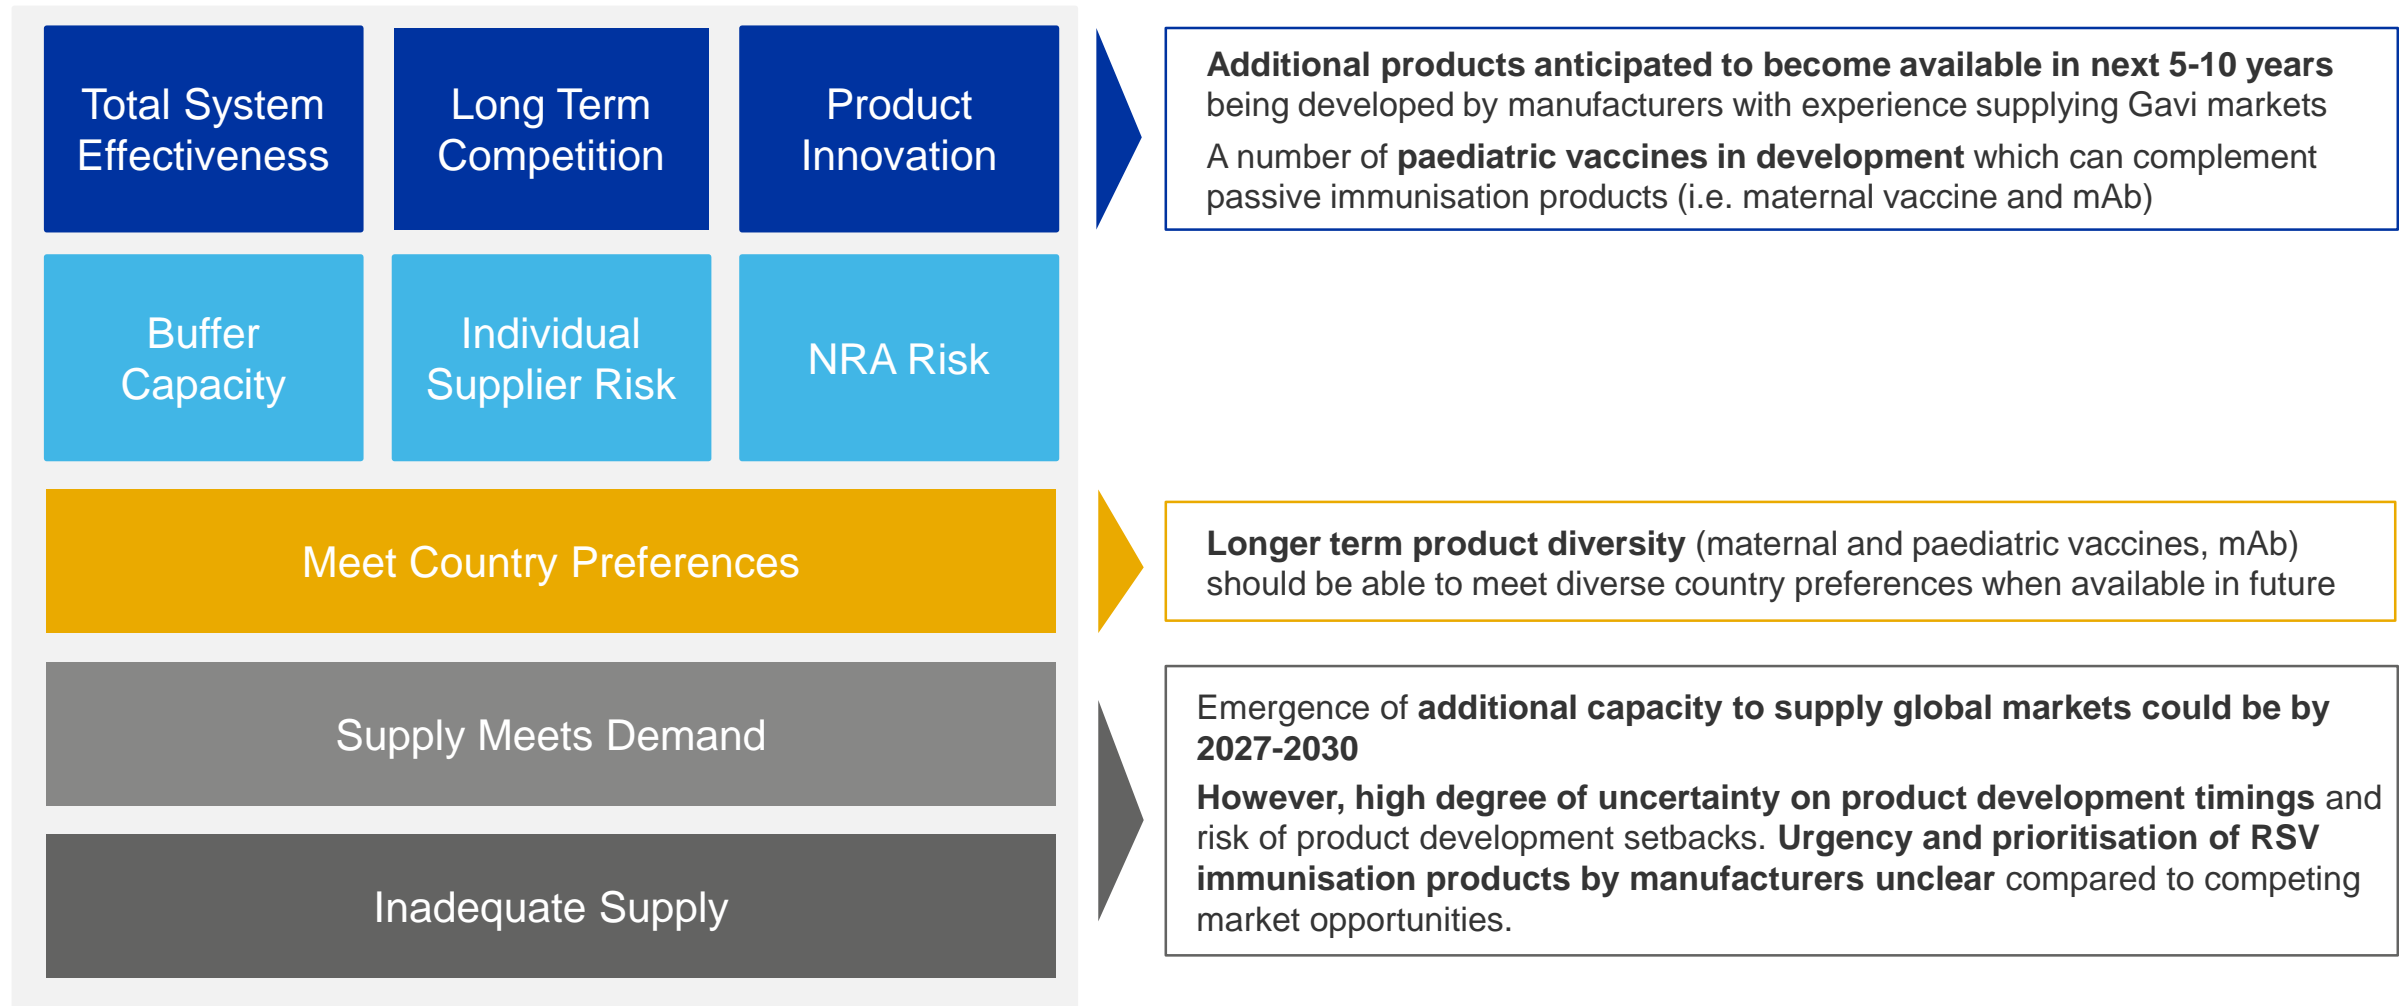 Total System
Effectiveness
Long Term
Competition
Product
Innovation
Additional products anticipated to become available in next 5-10 years
being developed by manufacturers with experience supplying Gavi markets
A number of paediatric vaccines in development which can complement
passive immunisation products (i.e. maternal vaccine and mAb)
Buffer
Capacity
Individual
Supplier Risk
NRA Risk
Meet Country Preferences
Longer term product diversity (maternal and paediatric vaccines, mAb)
should be able to meet diverse country preferences when available in future
Supply Meets Demand
Inadequate Supply
Emergence of additional capacity to supply global markets could be by
2027-2030
However, high degree of uncertainty on product development timings and
risk of product development setbacks. Urgency and prioritisation of RSV
immunisation products by manufacturers unclear compared to competing
market opportunities.